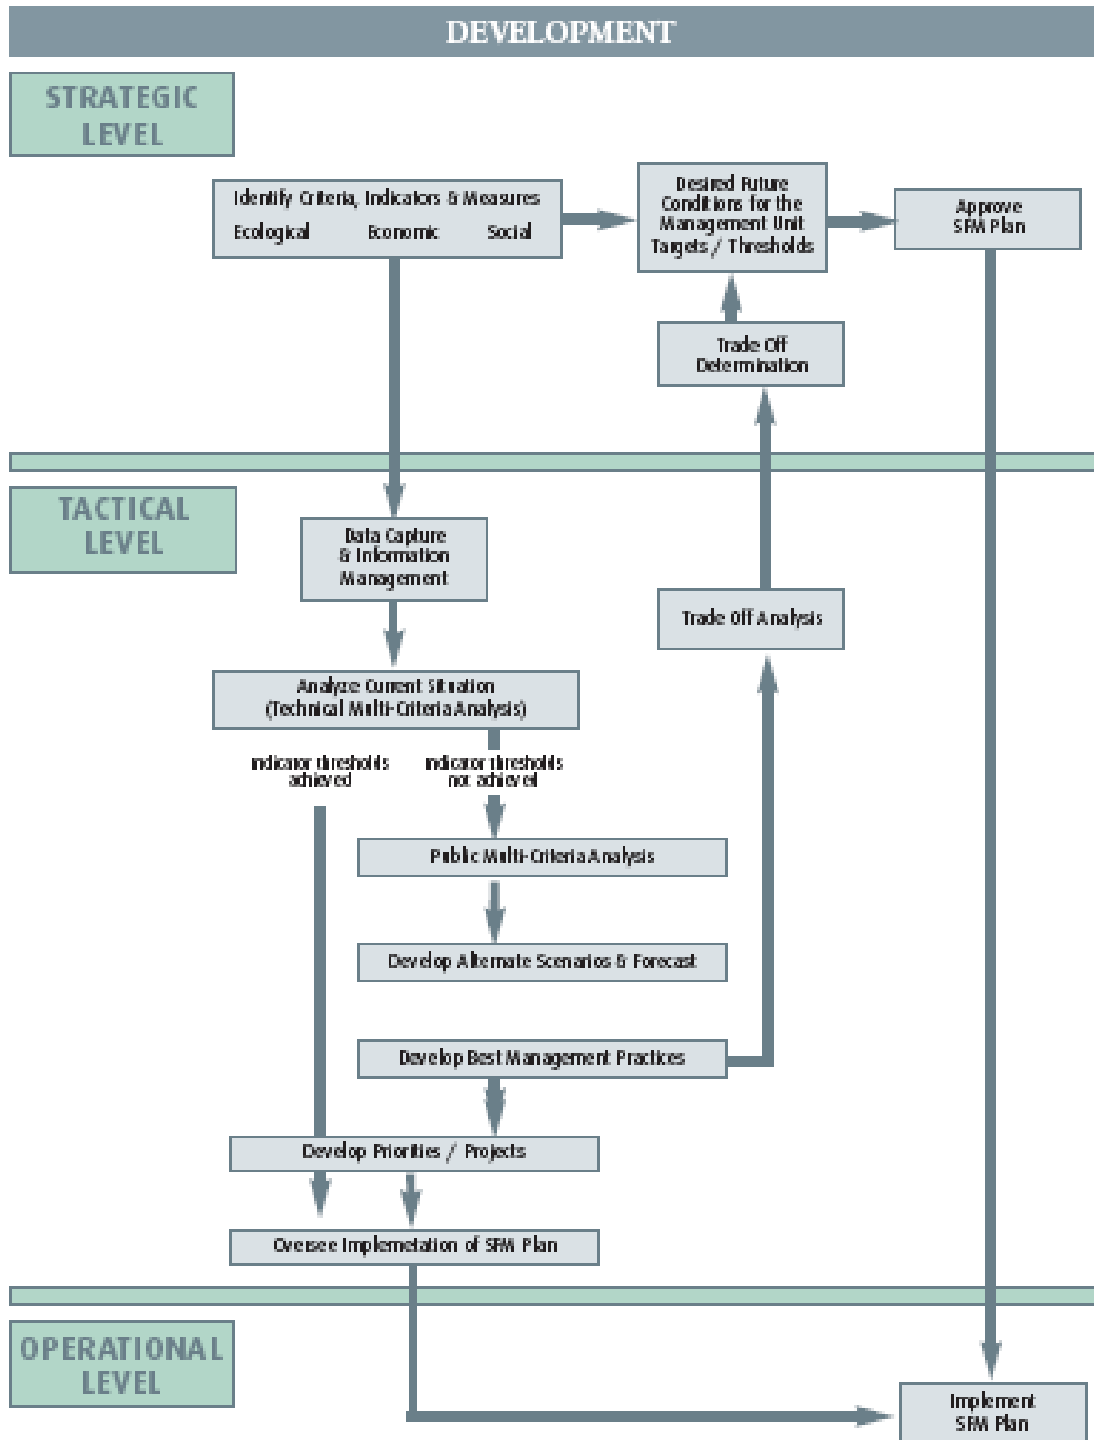 DEVELOPMENT
STRATEGIC
LEVEL
Identify Criteria, Indicators & Measures
Ecological Economic Social
Desired Future
Conditions for the
Management Unit
Targets / Thresholds
Approve
SFM Plan
Trade Off
Determination
TACTICAL
LEVEL
Data Capture
& Information
Management
Trade Off Analysis
Analyze Current Situation
(Technical Multi-Criteria Analysis)
Indicator thresholds
achieved
Indicator thresholds
not achieved
Public Multi-Criteria Analysis
Develop Alternate Scenarios & Forecast
Develop Best Management Practices
Develop Priorities / Projects
Oversee Implemetation of SFM Plan
OPERATIONAL
LEVEL
Implement
SFM Plan